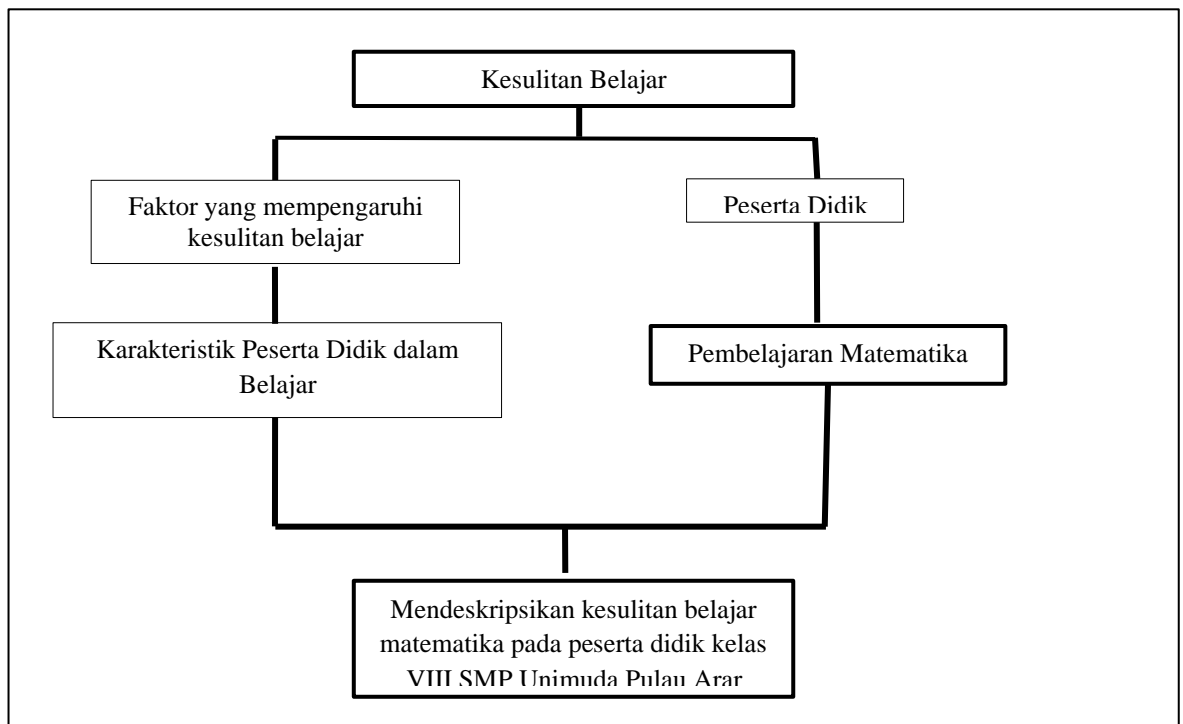 Kesulitan Belajar
Faktor yang mempengaruhi
kesulitan belajar
Peserta Didik
Karakteristik Peserta Didik dalam
Belajar
Pembelajaran Matematika
Mendeskripsikan kesulitan belajar
matematika pada peserta didik kelas
VIII SMP Unimuda Pulau Arar